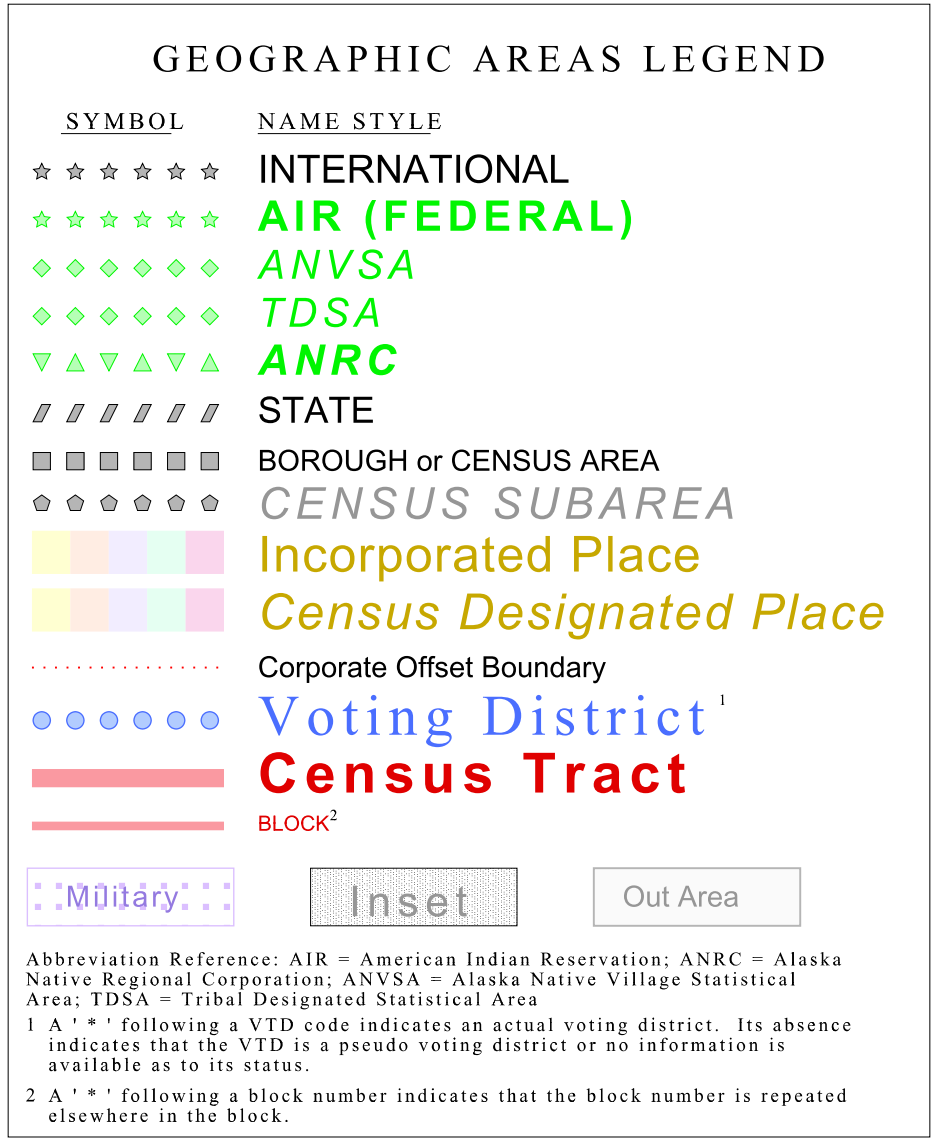 GEOGRAPHIC AREAS LEGEND
SYMBOL NAME STYLE
INTERNATIONAL
AIR (FEDERAL)
ANVSA
TDSA
ANRC
STATE
BOROUGH or CENSUS AREA
CENSUS SUBAREA
Incorporated Place
Census Designated Place
Corporate Offset Boundary
Voting District 1
Census Tract
BLOCK2
Military Inset Out Area
Abbreviation Reference: AIR = American Indian Reservation; ANRC = Alaska
Native Regional Corporation; ANVSA = Alaska Native Village Statistical
Area; TDSA = Tribal Designated Statistical Area
1 A ' * ' following a VTD code indicates an actual voting district. Its absence
indicates that the VTD is a pseudo voting district or no information is
available as to its status.
2 A ' * ' following a block number indicates that the block number is repeated
elsewhere in the block.